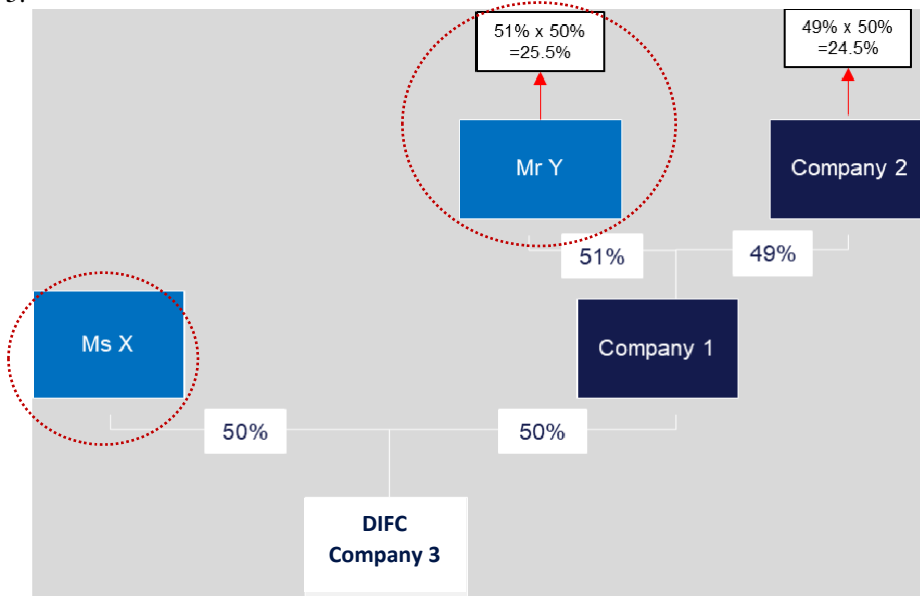 51% x 50%
=25.5%
49% x 50%
=24.5%
Mr Y
Company 2
51%
49%
Ms X
Company 1
50%
50%
DIFC
Company 3